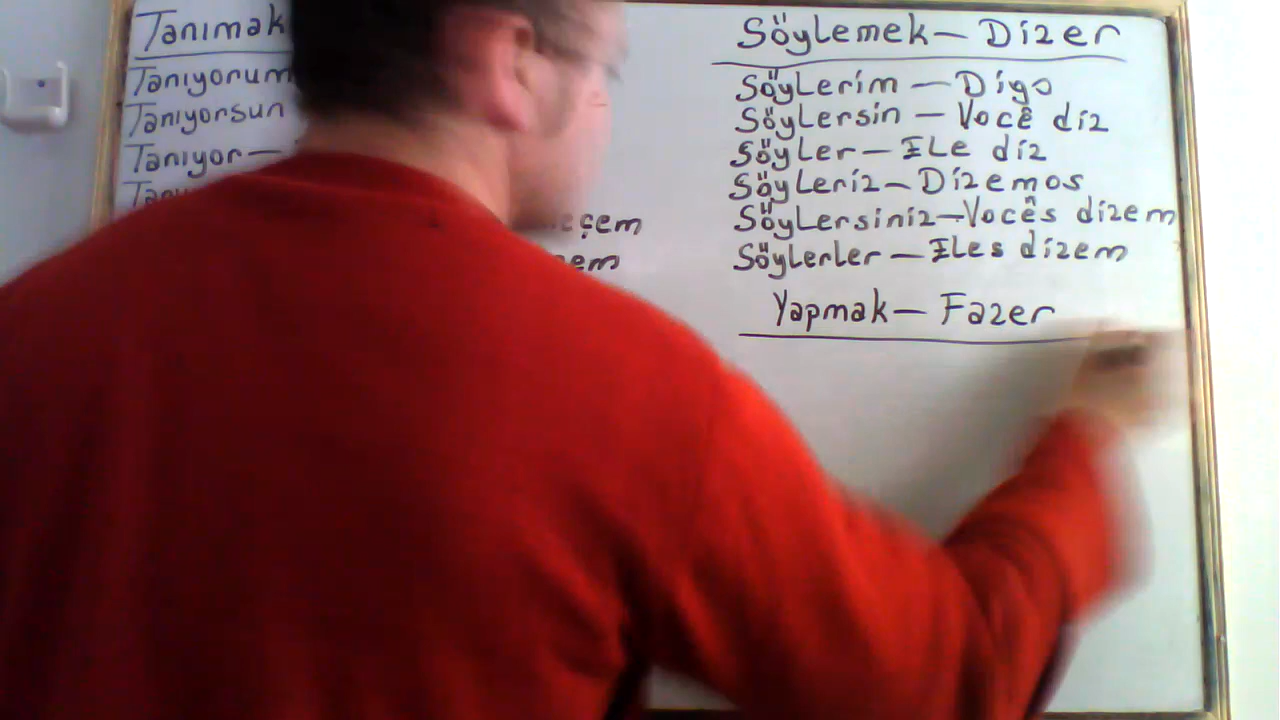 Tanımak
Tanıyorum
Tanıyorsun
Tanıyor—
Söylemek— Dizer
Söylerim — Digo
Söylersin — Você diz
Söyler— Ele diz
Söyleriz— Dizemos
Söylersiniz—Vocês dizem
Söylerler — Eles dizem
Yapmak— Fazer